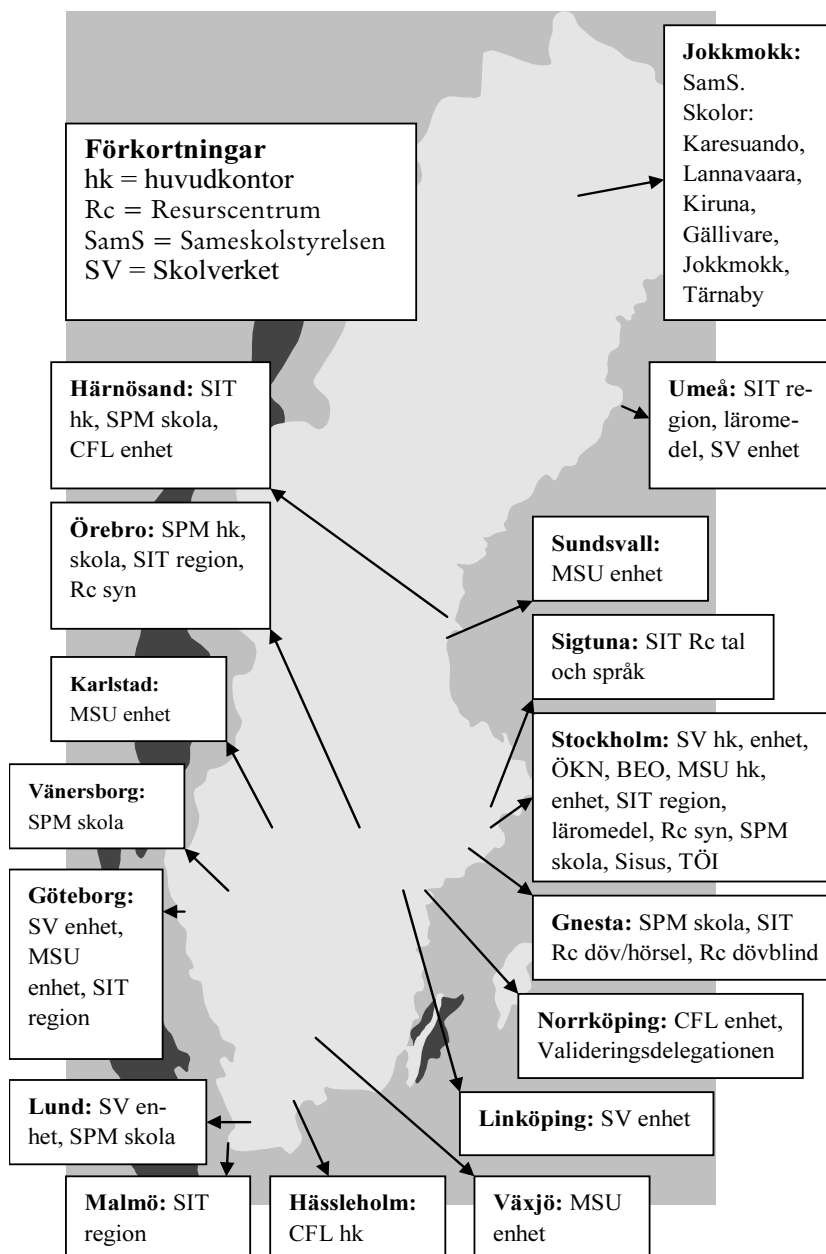 Jokkmokk:
SamS.
Skolor:
Karesuando,
Lannavaara,
Kiruna,
Gällivare,
Jokkmokk,
Tärnaby
Förkortningar
hk = huvudkontor
Rc = Resurscentrum
SamS = Sameskolstyrelsen
SV = Skolverket
Härnösand: SIT
hk, SPM skola,
CFL enhet
Umeå: SIT re-
gion, lärome-
del, SV enhet
Örebro: SPM hk,
skola, SIT region,
Rc syn
Sundsvall:
MSU enhet
Sigtuna: SIT Rc tal
och språk
Karlstad:
MSU enhet
Stockholm: SV hk, enhet,
ÖKN, BEO, MSU hk,
enhet, SIT region,
läromedel, Rc syn, SPM
skola, Sisus, TÖI
Vänersborg:
SPM skola
Göteborg:
SV enhet,
MSU
enhet, SIT
region
Gnesta: SPM skola, SIT
Rc döv/hörsel, Rc dövblind
Norrköping: CFL enhet,
Valideringsdelegationen
Lund: SV en-
het, SPM skola
Linköping: SV enhet
Malmö: SIT
region
Hässleholm:
CFL hk
Växjö: MSU
enhet